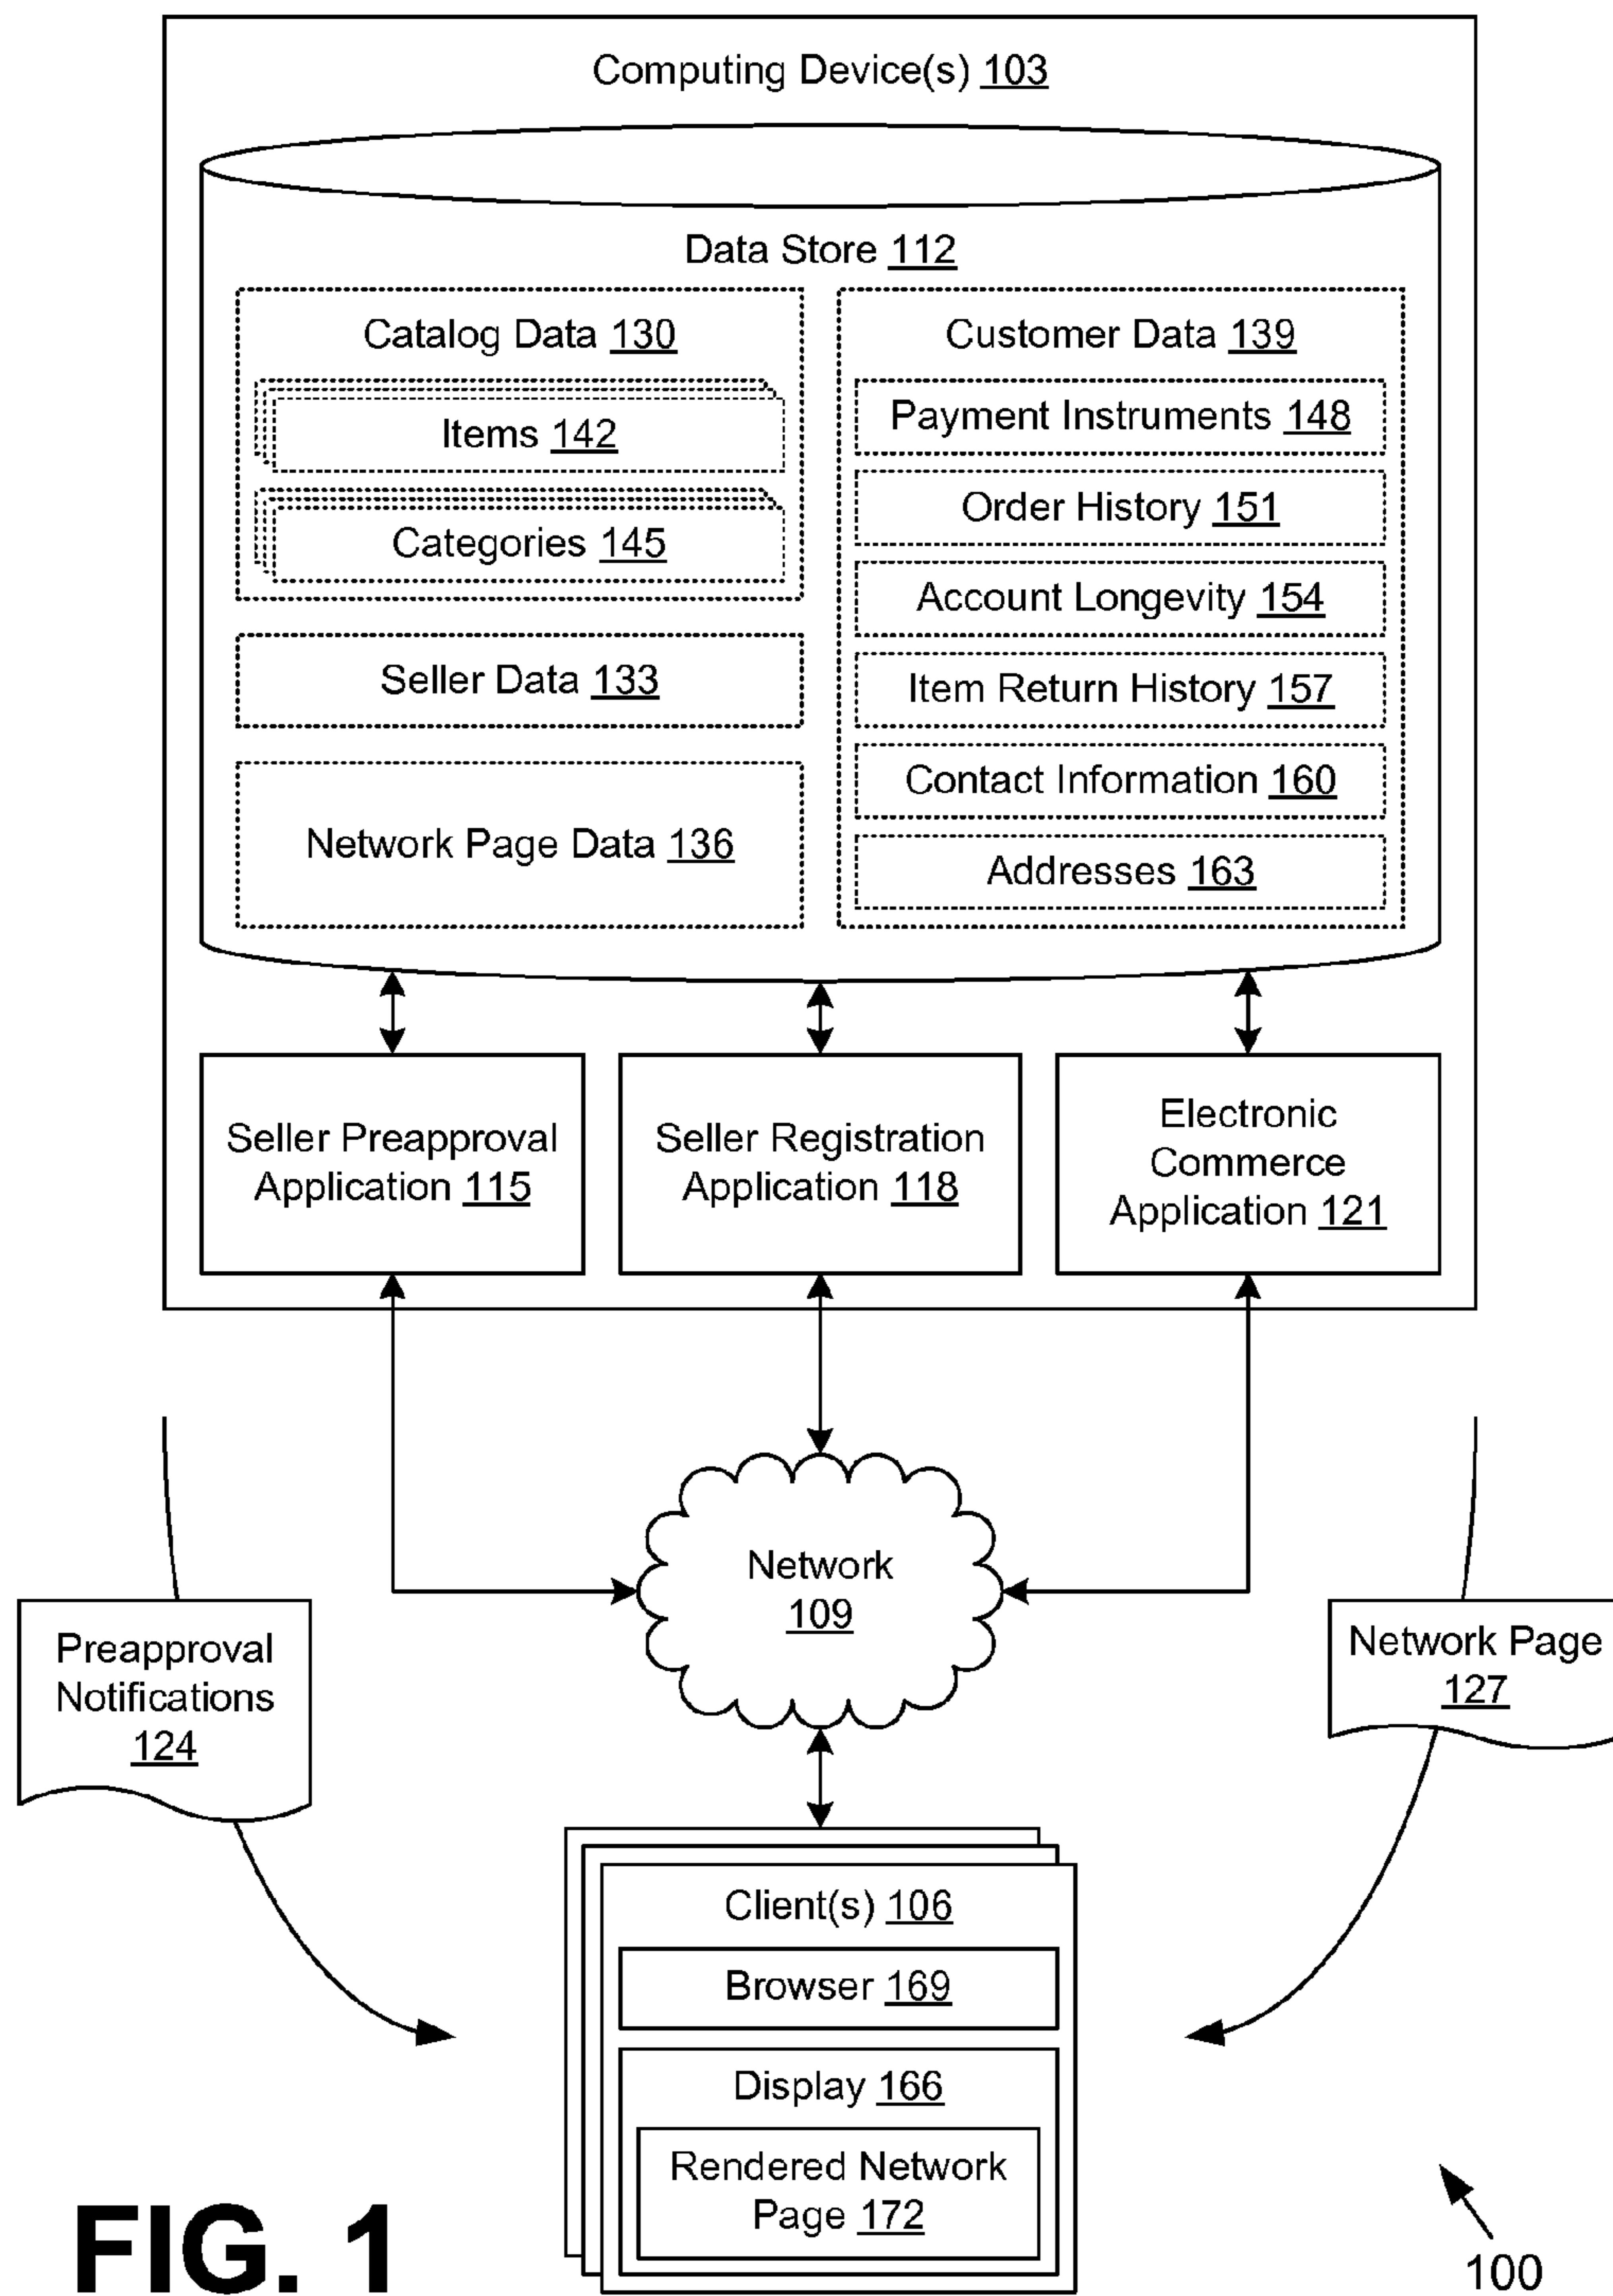 Computing Device(s) 103
Data Store 112
Catalog Data 130
Items 142
Categories 145
Seller Data 133
Network Page Data 136
Customer Data 139
Payment Instruments 148
Order History 151
Account Longevity 154
Item Return History 157
Contact Information 160
Addresses 163
Seller Preapproval
Application 115
Seller Registration
Application 118
Electronic
Commerce
Application 121
Network
109
Preapproval
Notifications
124
Network Page
127
Client(s) 106
Browser 169
Display 166
Rendered Network
Page 172
FIG. 1
100